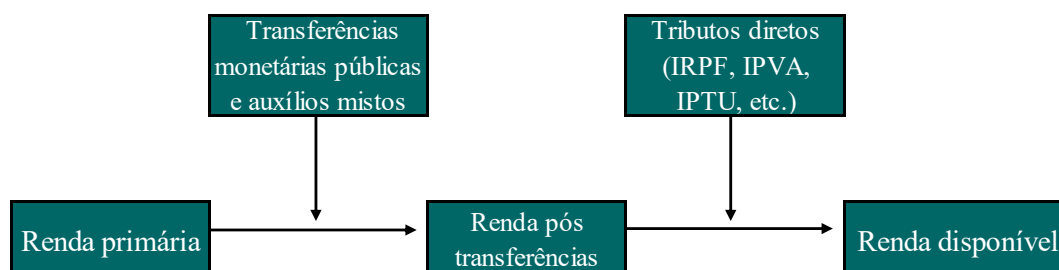 Transferências
monetárias públicas
e auxílios mistos
Tributos diretos
(IRPF, IPVA,
IPTU, etc.)
Renda primária
Renda pós
transferências
Renda disponível